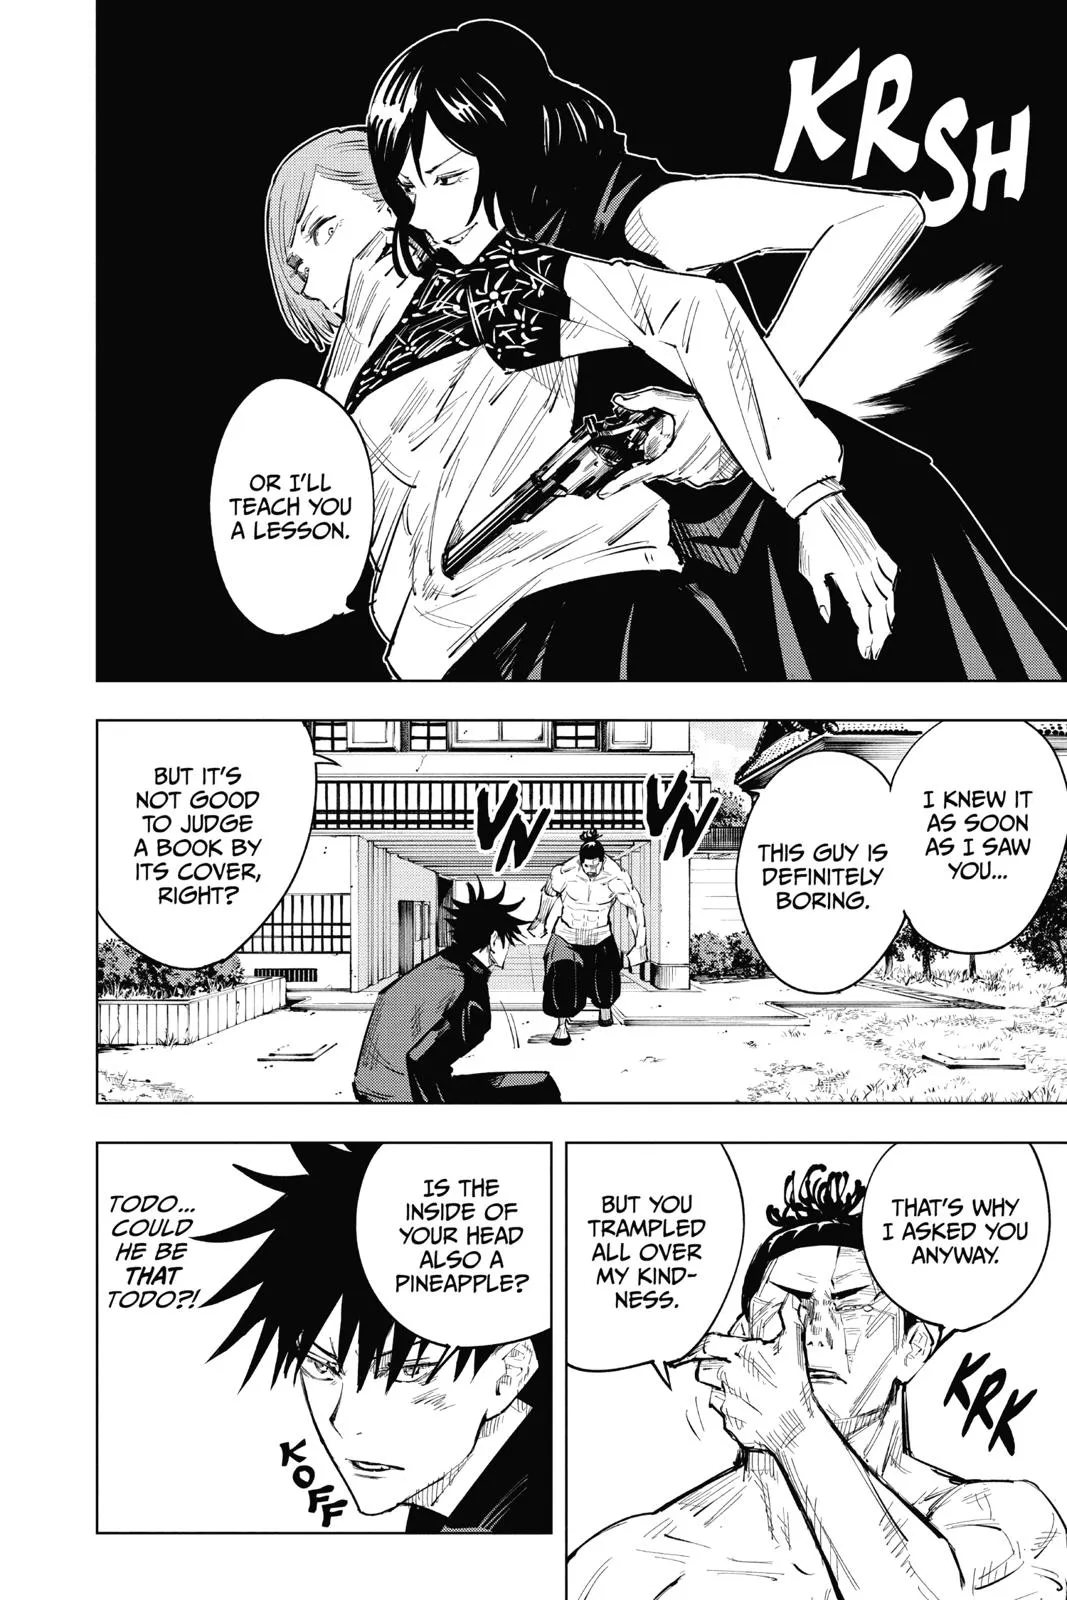 KRSH
OR I'LL
TEACH YOU
A LESSON.
I KNEW IT
AS SOON
AS I SAW
YOU...
THIS GUY IS
DEFINITELY
BORING.
VN
VN
BUT IT'S
NOT GOOD
TO JUDGE
A BOOK BY
ITS COVER,
RIGHT?
THAT'S WHY
I ASKED YOU
ANYWAY.
BUT YOU
TRAMPLED
ALL OVER
MY KIND-
NESS.
KRK
IS THE
INSIDE OF
YOUR HEAD
ALSO A
PINEAPPLE?
TODO...
COULD
HE BE
THAT
TODO?!
KOFF